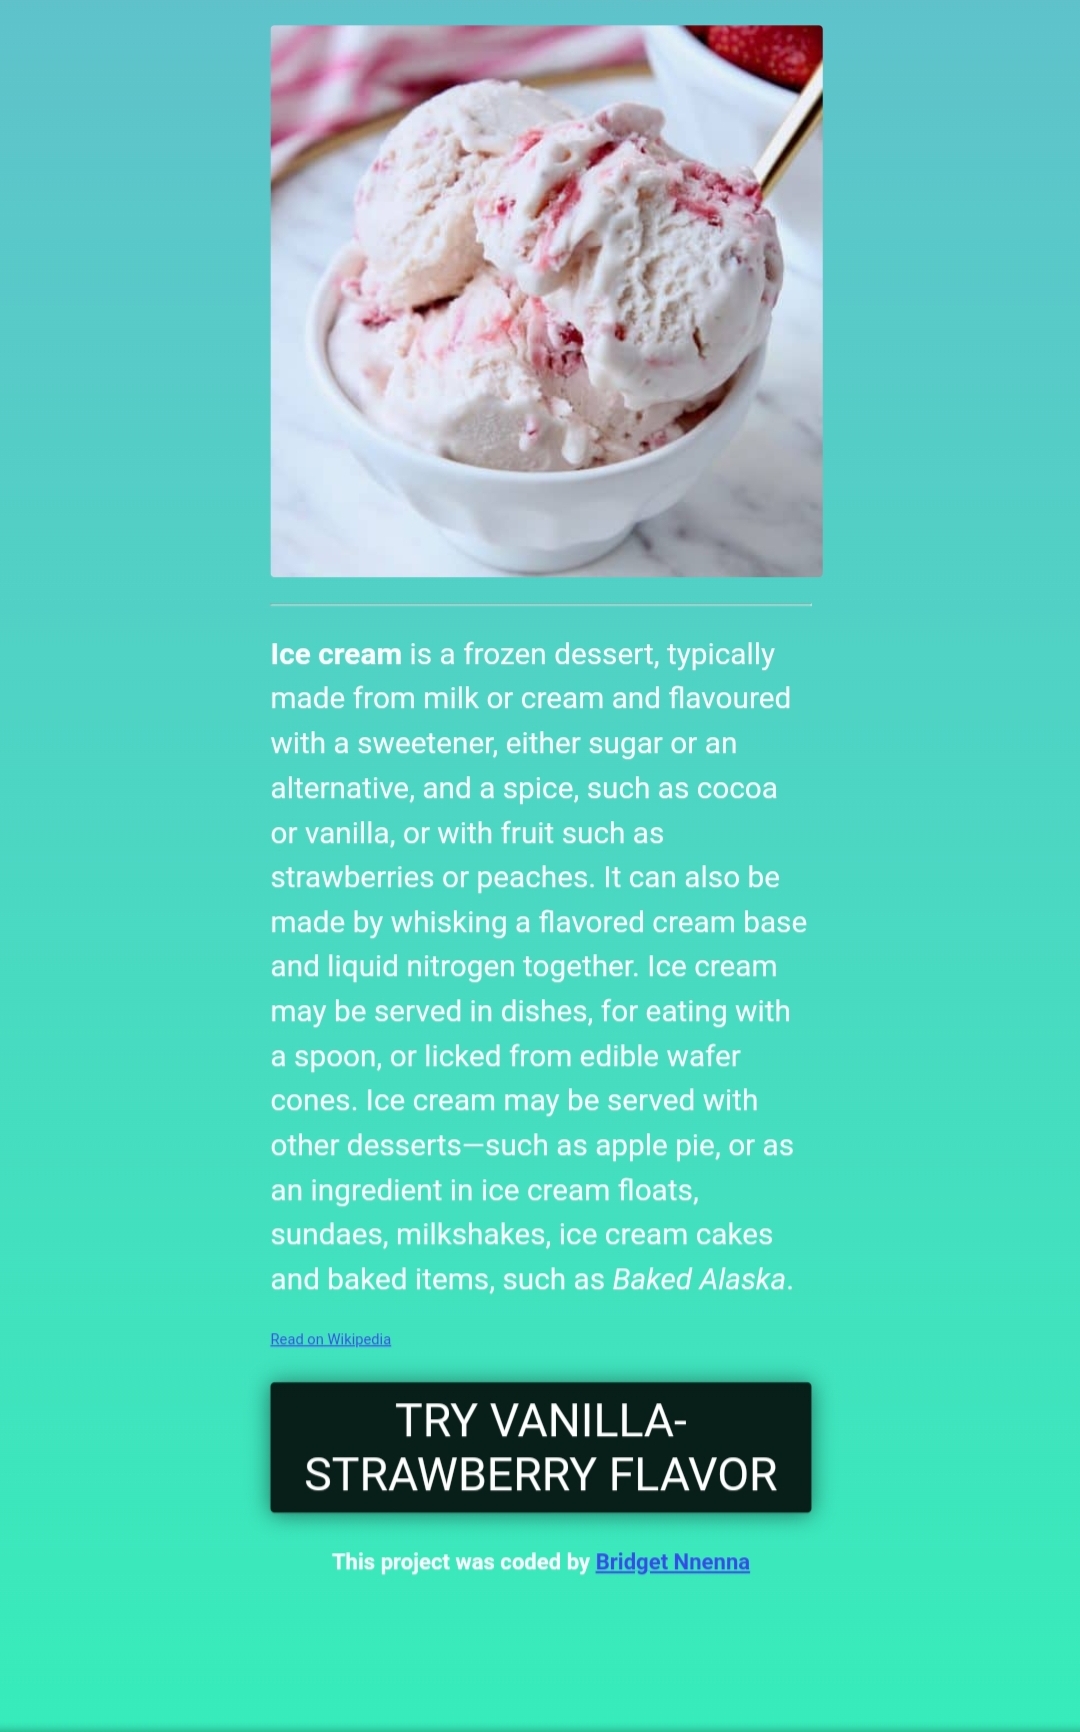 Ice cream is a frozen dessert, typically
made from milk or cream and flavoured
with a sweetener, either sugar or an
alternative, and a spice, such as cocoa
or vanilla, or with fruit such as
strawberries or peaches. It can also be
made by whisking a flavored cream base
and liquid nitrogen together. Ice cream
may be served in dishes, for eating with
a spoon, or licked from edible wafer
cones. Ice cream may be served with
other desserts—such as apple pie, or as
an ingredient in ice cream floats,
sundaes, milkshakes, ice cream cakes
and baked items, such as Baked Alaska.
Read on Wikipedia
TRY VANILLA-
STRAWBERRY FLAVOR
This project was coded by Bridget Nnenna